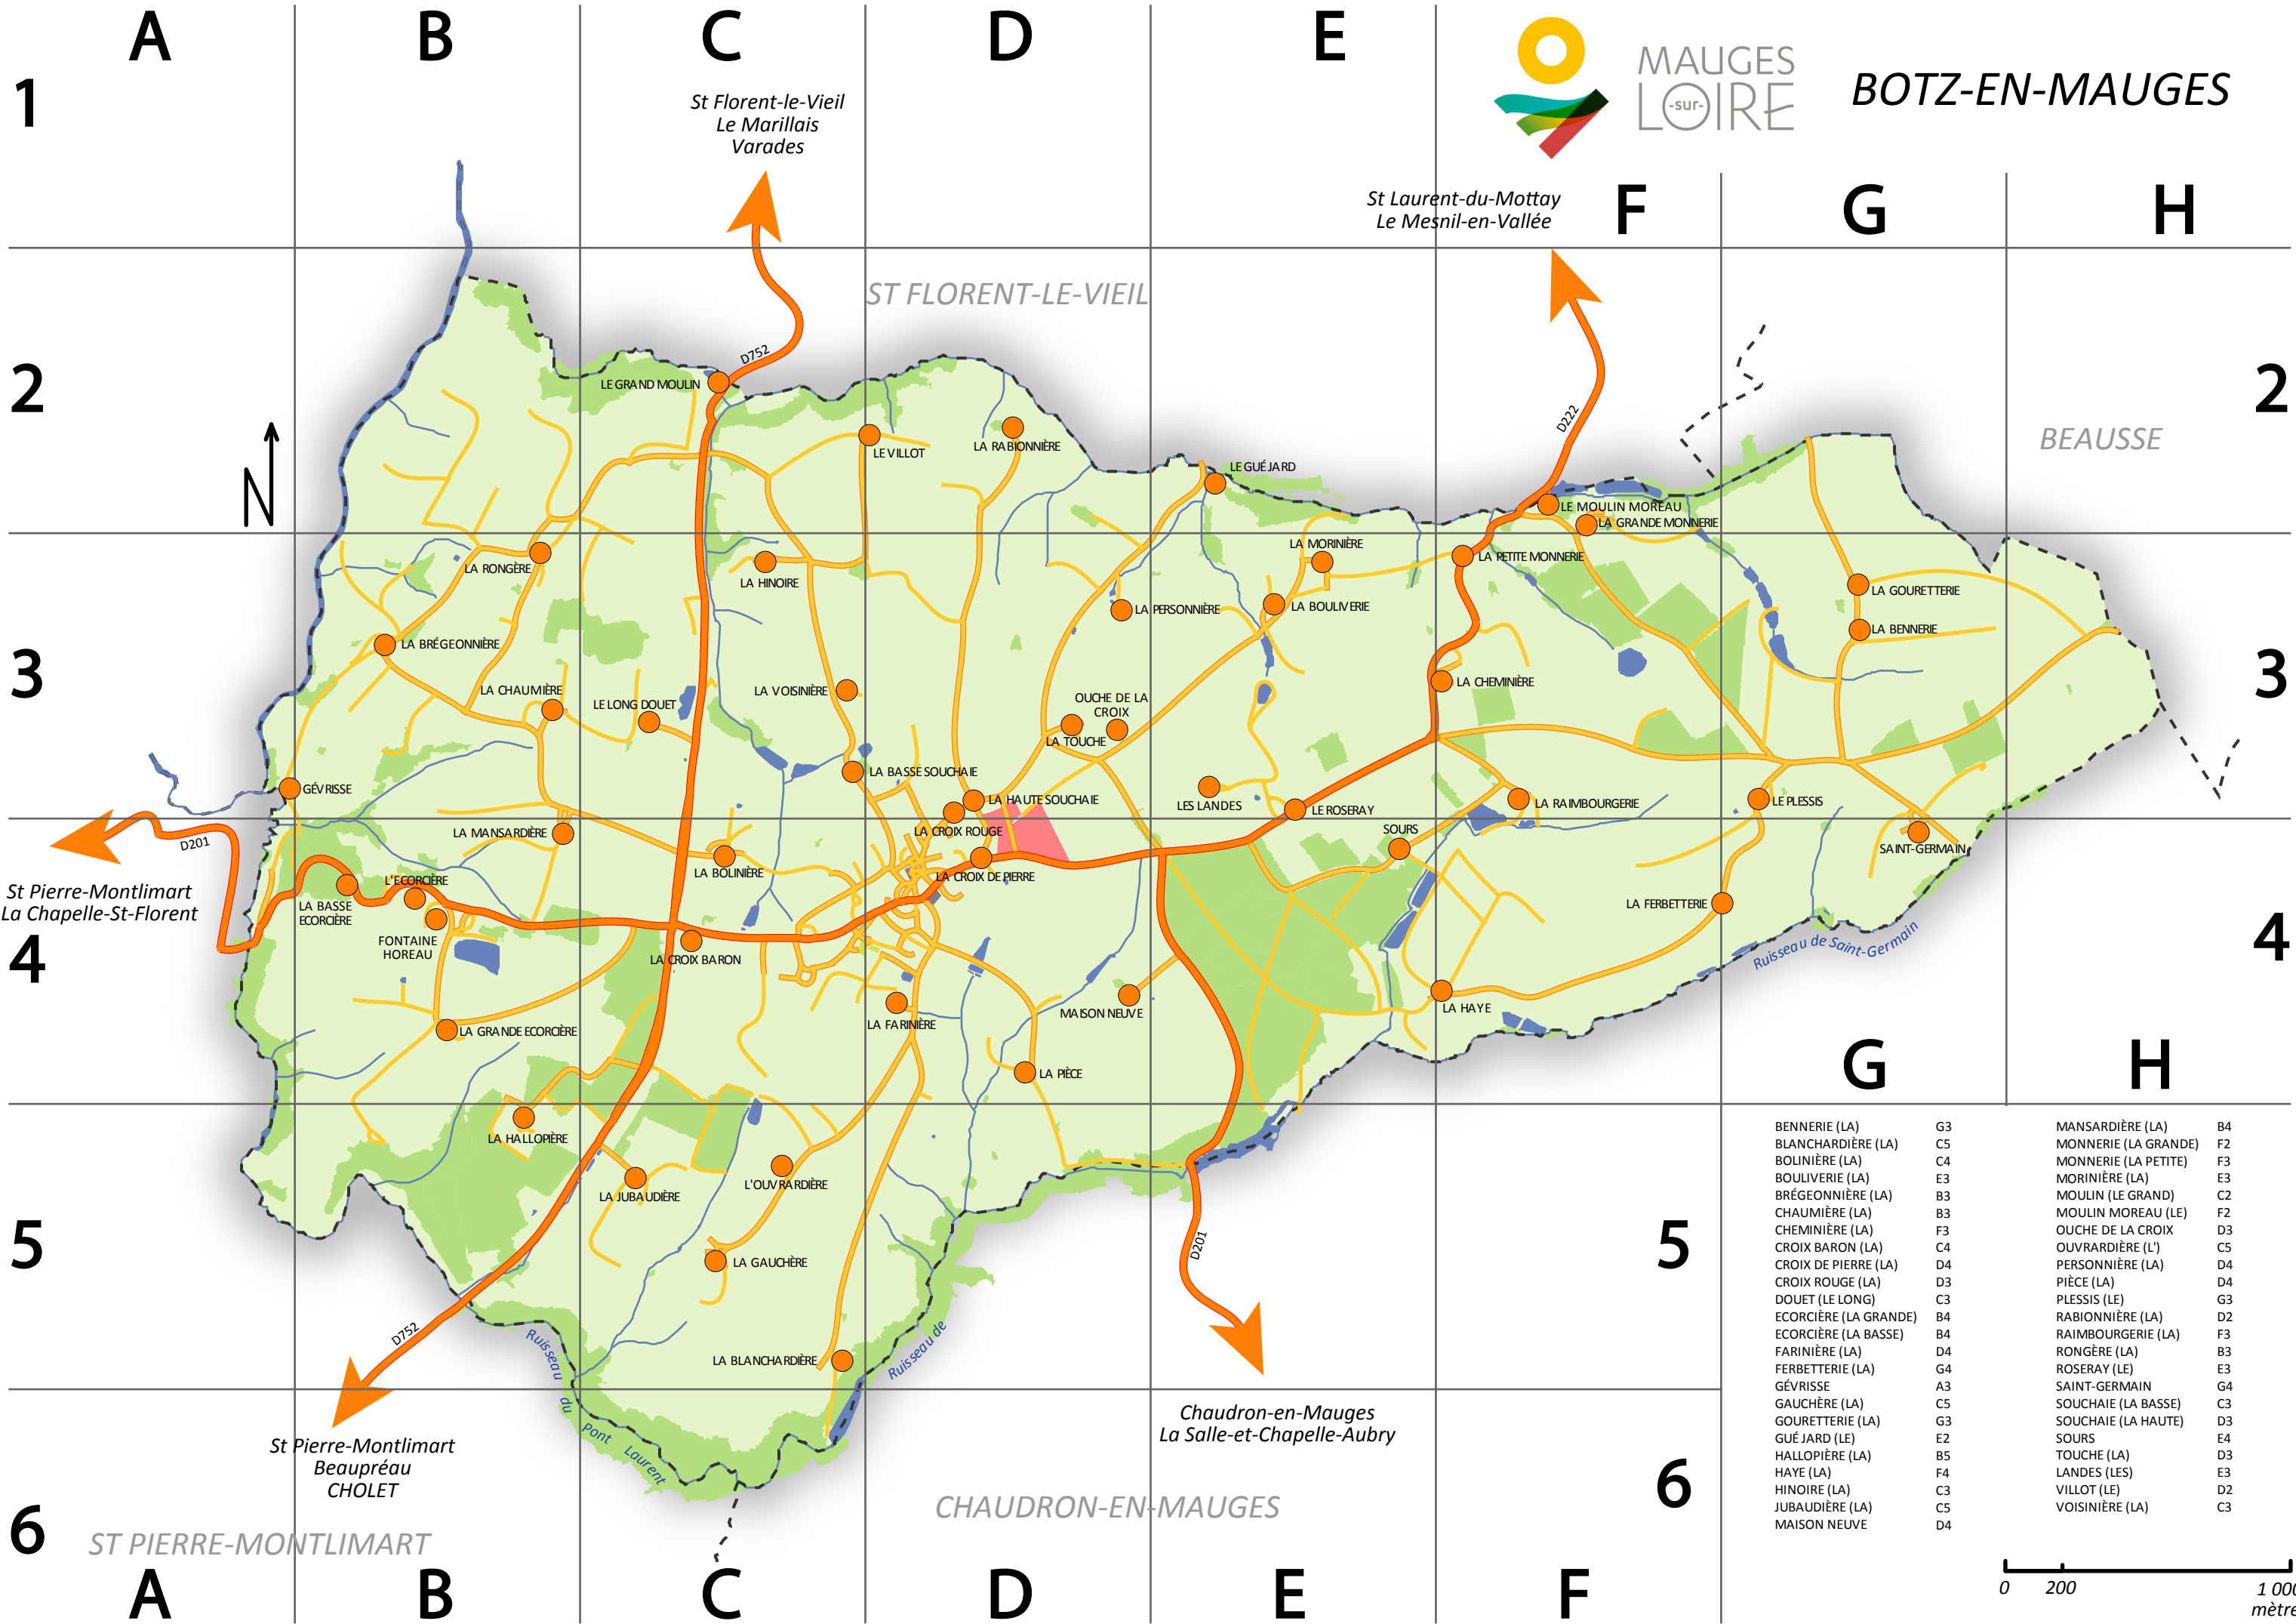 A
B
C
D
E
1
MAUGES
-sur-
LOIRE
BOTZ-EN-MAUGES
St Florent-le-Vieil
Le Marillais
Varades
St Laurent-du-Mottay
Le Mesnil-en-Vallée
F
G
H
ST FLORENT-LE-VIEIL
D752
2
LE GRAND MOULIN
D222
2
BEAUSSE
N
LE VILLOT
LA RABIONNIÈRE
LE GUÉ JARD
LE MOULIN MOREAU
LA GRANDE MONNERIE
LA RONGÈRE
LA HINOIRE
LA MORINIÈRE
LA PETITE MONNERIE
LA GOURETTERIE
LA PERSONNIÈRE
LA BOULIVERIE
LA BENNERIE
LA BRÉGEONNIÈRE
3
LA CHAUMIÈRE
LE LONG DOUET
LA VOISINIÈRE
OUCHE DE LA
CROIX
LA TOUCHE
LA CHEMINIÈRE
3
GÉVRISSE
LA BASSE SOUCHAIE
LA HAUTE SOUCHAIE
LES LANDES
LE ROSERAY
LA RAIMBOURGERIE
LE PLESSIS
D201
LA MANSARDIÈRE
LA CROIX ROUGE
SOURS
SAINT-GERMAIN
St Pierre-Montlimart
La Chapelle-St-Florent
L'ECORCIÈRE
LA BASSE
ECORCIÈRE
LA BOLINIÈRE
LA CROIX DE PIERRE
LA FERBETTERIE
FONTAINE
HOREAU
LA CROIX BARON
Ruisseau de Saint-Germain
4
4
LA GRANDE ECORCIÈRE
LA FARINIÈRE
MAISON NEUVE
LA HAYE
LA PIÈCE
G
H
LA HALLOPIÈRE
LA JUBAUDIÈRE
L'OUVRARDIÈRE
5
LA GAUCHÈRE
D201
5
D752
Ruisseau du Pont Laurent
LA BLANCHARDIÈRE
Ruisseau de
St Pierre-Montlimart
Beaupréau
CHOLET
Chaudron-en-Mauges
La Salle-et-Chapelle-Aubry
6
6
ST PIERRE-MONTLIMART
CHAUDRON-EN-MAUGES
A
B
C
D
E
F
BENNERIE (LA) G3
BLANCHARDIÈRE (LA) C5
BOLINIÈRE (LA) C4
BOULIVERIE (LA) E3
BRÉGEONNIÈRE (LA) B3
CHAUMIÈRE (LA) B3
CHEMINIÈRE (LA) F3
CROIX BARON (LA) C4
CROIX DE PIERRE (LA) D4
CROIX ROUGE (LA) D3
DOUET (LE LONG) C3
ECORCIÈRE (LA GRANDE) B4
ECORCIÈRE (LA BASSE) B4
FARINIÈRE (LA) D4
FERBETTERIE (LA) G4
GÉVRISSE A3
GAUCHÈRE (LA) C5
GOURETTERIE (LA) G3
GUÉ JARD (LE) E2
HALLOPIÈRE (LA) B5
HAYE (LA) F4
HINOIRE (LA) C3
JUBAUDIÈRE (LA) C5
MAISON NEUVE D4
MANSARDIÈRE (LA) B4
MONNERIE (LA GRANDE) F2
MONNERIE (LA PETITE) F3
MORINIÈRE (LA) E3
MOULIN (LE GRAND) C2
MOULIN MOREAU (LE) F2
OUCHE DE LA CROIX D3
OUVRARDIÈRE (L') C5
PERSONNIÈRE (LA) D4
PIÈCE (LA) D4
PLESSIS (LE) G3
RABIONNIÈRE (LA) D2
RAIMBOURGERIE (LA) F3
RONGÈRE (LA) B3
ROSERAY (LE) E3
SAINT-GERMAIN G4
SOUCHAIE (LA BASSE) C3
SOUCHAIE (LA HAUTE) D3
SOURS E4
TOUCHE (LA) D3
LANDES (LES) E3
VILLOT (LE) D2
VOISINIÈRE (LA) C3
0 200 1 000
mètre